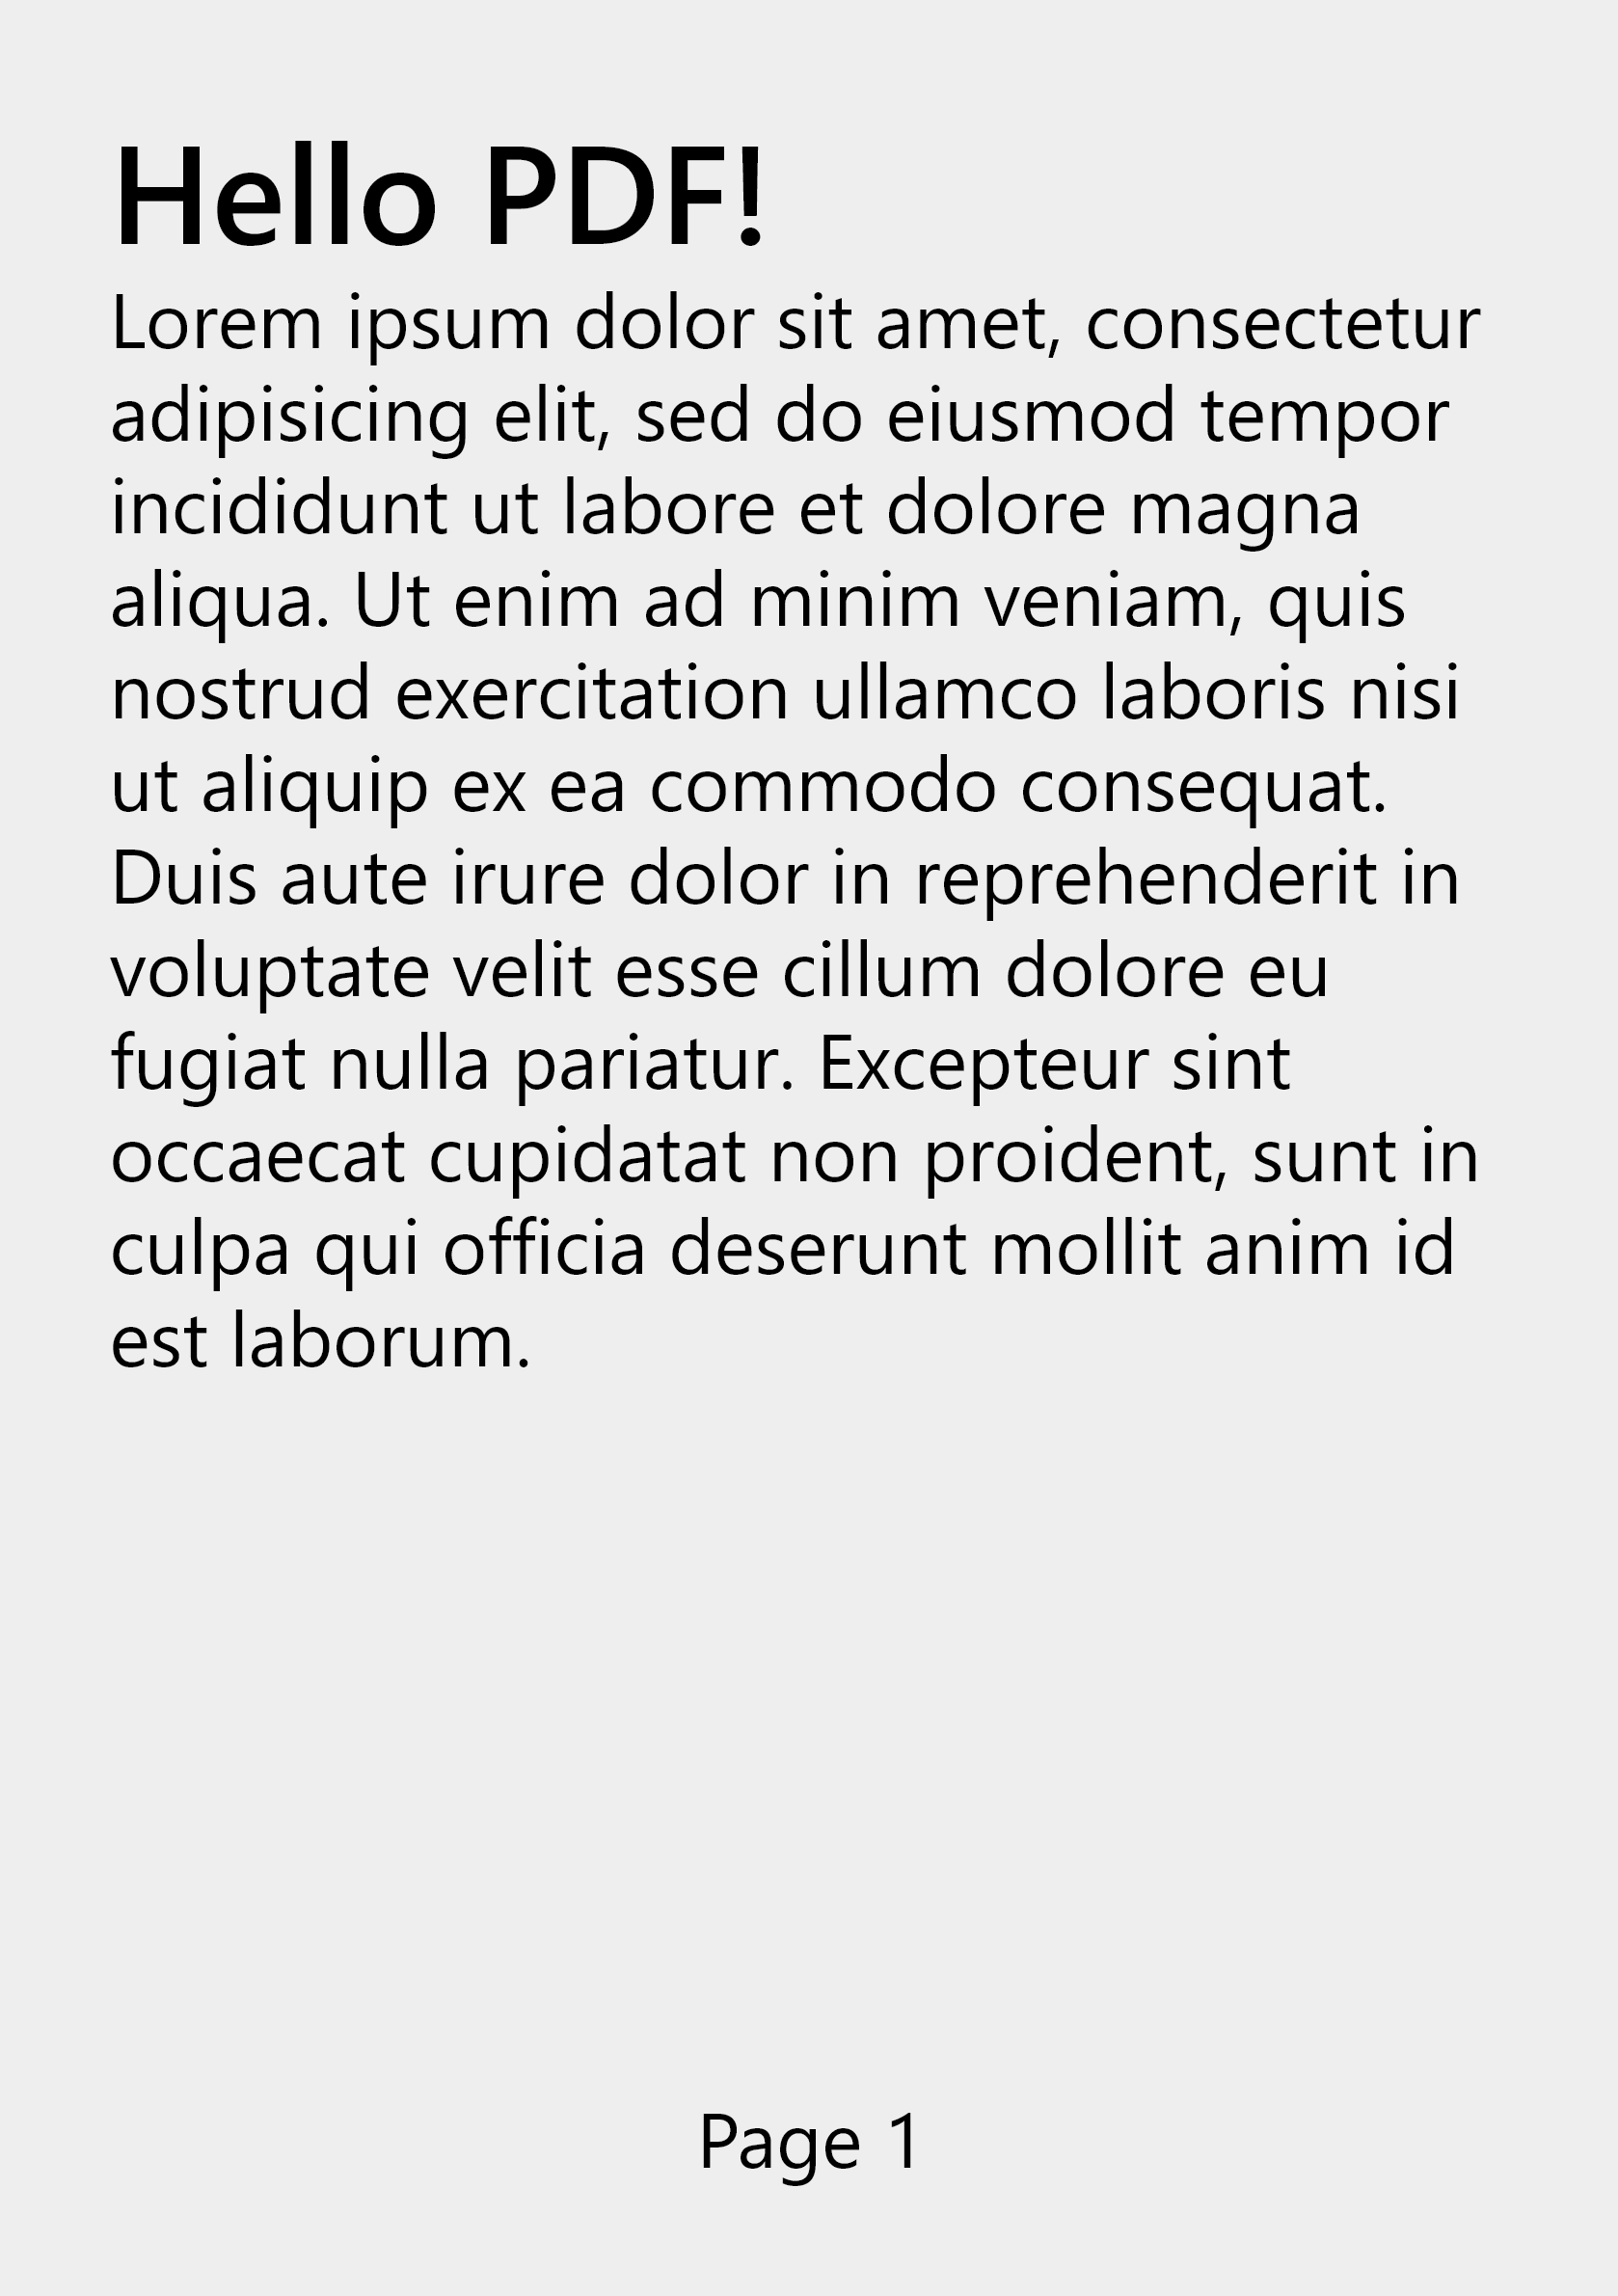 Hello PDF!
Lorem ipsum dolor sit amet, consectetur
adipisicing elit, sed do eiusmod tempor
incididunt ut labore et dolore magna
aliqua. Ut enim ad minim veniam, quis
nostrud exercitation ullamco laboris nisi
ut aliquip ex ea commodo consequat.
Duis aute irure dolor in reprehenderit in
voluptate velit esse cillum dolore eu
fugiat nulla pariatur. Excepteur sint
occaecat cupidatat non proident, sunt in
culpa qui officia deserunt mollit anim id
est laborum.
Page 1